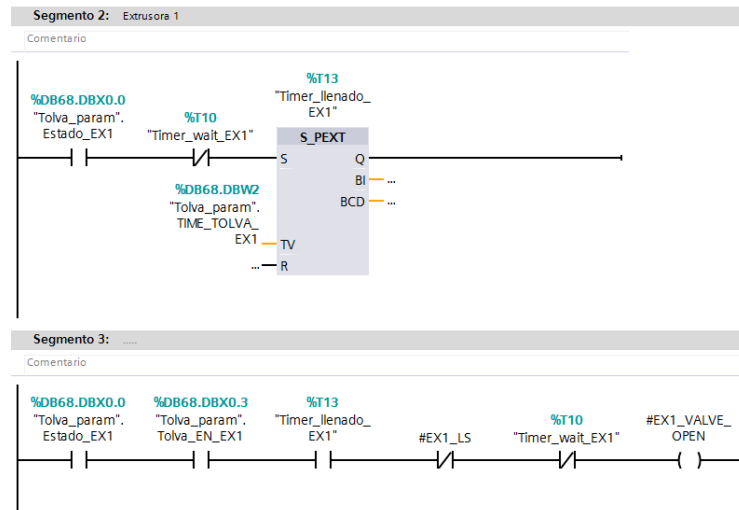 Segmento 2: Extrusora 1
Comentario
%T13
"Timer_llenado_
EX1"
%DB68.DBX0.0
"Tolva_param".
Estado_EX1
%T10
"Timer_wait_EX1"
S_PEXT
S
Q
BI
...
BCD
...
%DB68.DBW2
"Tolva_param".
TIME_TOLVA_
EX1
TV
...
R
Segmento 3: .....
Comentario
%DB68.DBX0.0
"Tolva_param".
Estado_EX1
%DB68.DBX0.3
"Tolva_param".
Tolva_EN_EX1
%T13
"Timer_llenado_
EX1"
#EX1_LS
%T10
"Timer_wait_EX1"
#EX1_VALVE_
OPEN